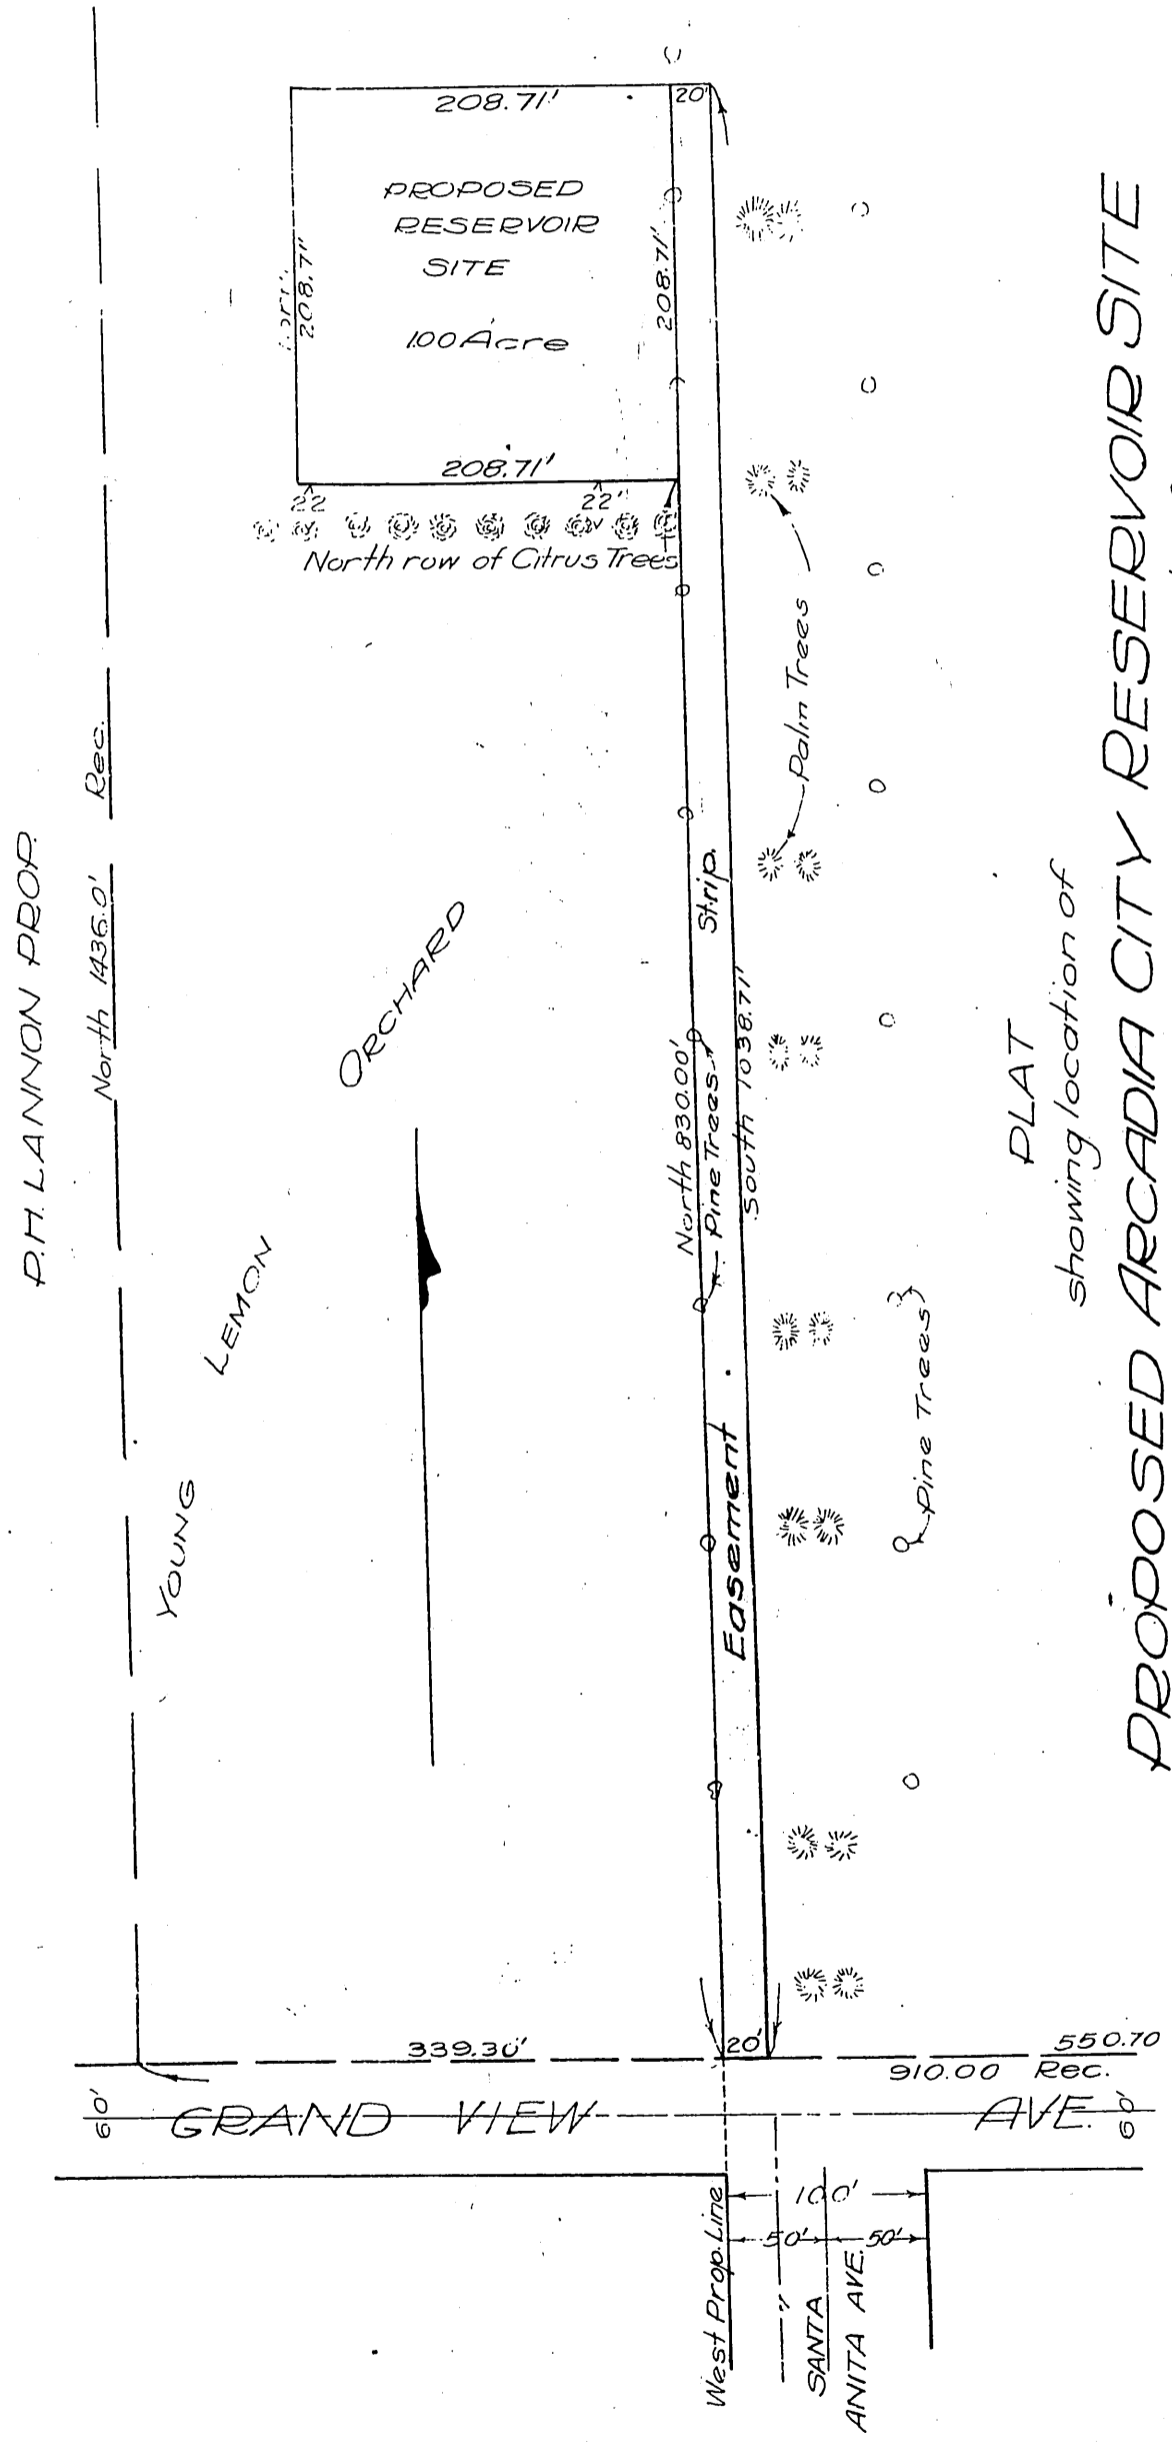 P.H. LANNON PROP.
North 1436.0' Rec.
208.71'
20'
PROPOSED
RESERVOIR
SITE
1.00 Acre
208.7"
208.71'
208.71'
22
22'
North row of Citrus Trees
Palm Trees
YOUNG LEMON ORCHARD
North 830.00'
Pine Trees
Easement Strip.
South 1038.71'
Pine Trees
PLAT
showing location of
PROPOSED ARCADIA CITY RESERVOIR SITE
339.30'
20'
550.70
910.00 Rec.
60'
GRAND VIEW AVE.
60'
West Prop. Line
100'
50'
50'
SANTA
ANITA AVE.